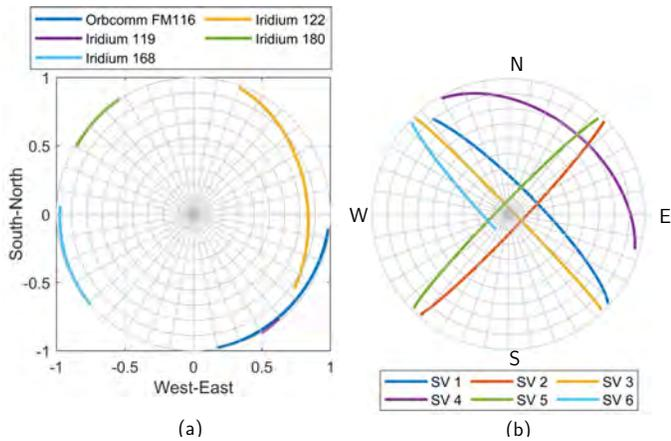 Orbcomm FM116 Iridium 122
Iridium 119 Iridium 180
Iridium 168
1
0.5
0
-0.5
-1
South-North
-1 -0.5 0 0.5 1
West-East
(a)
N
W E
S
SV 1 SV 2 SV 3
SV 4 SV 5 SV 6
(b)